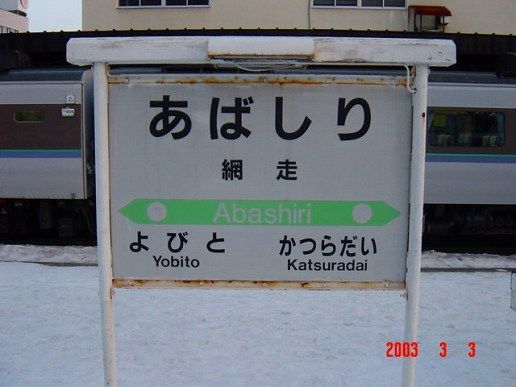 あばしり
網走
Abashiri
よびと かつらだい
Yobito Katsuradai
2003 3 3